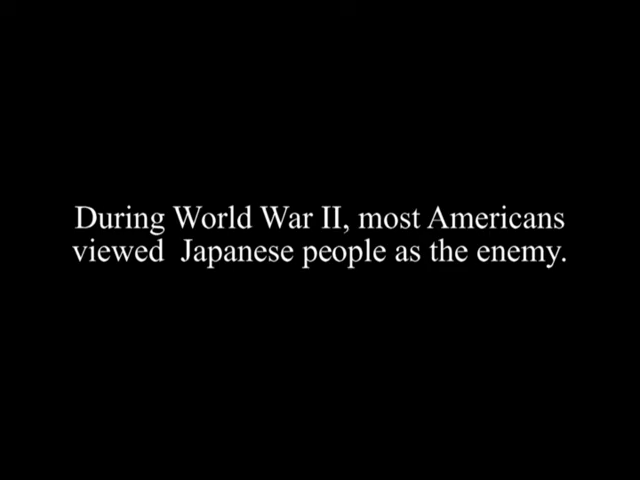 During World War II, most Americans
viewed  Japanese people as the enemy.